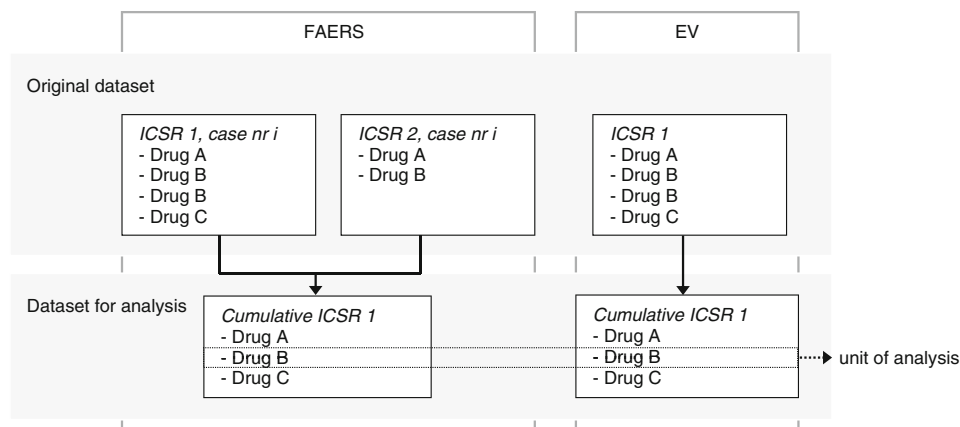 FAERS
EV
Original dataset
ICSR 1, case nr i
- Drug A
- Drug B
- Drug B
- Drug C
ICSR 2, case nr i
- Drug A
- Drug B
ICSR 1
- Drug A
- Drug B
- Drug B
- Drug C
Dataset for analysis
Cumulative ICSR 1
- Drug A
- Drug B
- Drug C
Cumulative ICSR 1
- Drug A
- Drug B
- Drug C
unit of analysis